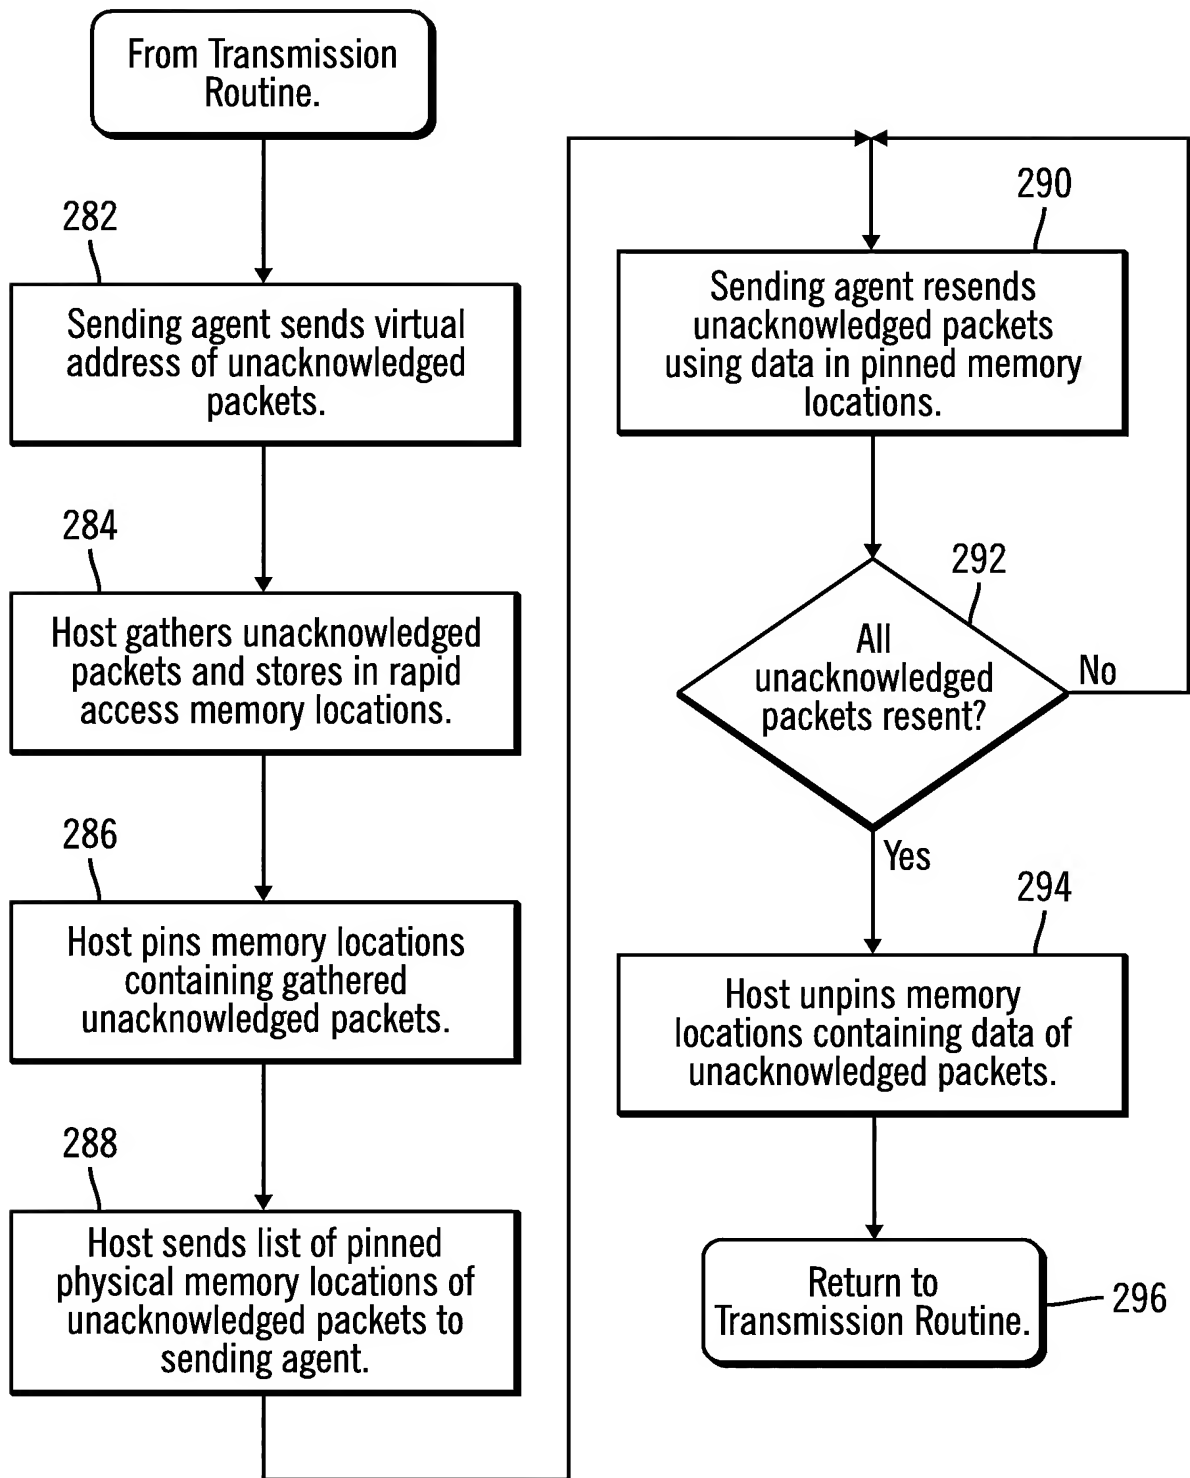 From Transmission
Routine.
282
Sending agent sends virtual
address of unacknowledged
packets.
284
Host gathers unacknowledged
packets and stores in rapid
access memory locations.
286
Host pins memory locations
containing gathered
unacknowledged packets.
288
Host sends list of pinned
physical memory locations of
unacknowledged packets to
sending agent.
290
Sending agent resends
unacknowledged packets
using data in pinned memory
locations.
292
All
unacknowledged
packets resent?
No
Yes
294
Host unpins memory
locations containing data of
unacknowledged packets.
Return to
Transmission Routine.
296